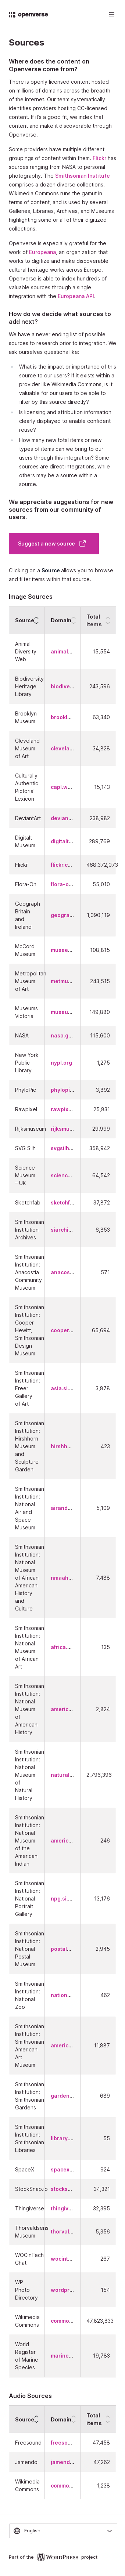 openverse
Sources
Where does the content on
Openverse come from?
There is openly licensed content hosted
on millions of domains across the breadth
of the internet. Our team systematically
identifies providers hosting CC-licensed
content. If it's a good fit, we index that
content and make it discoverable through
Openverse.
Some providers have multiple different
groupings of content within them. Flickr has
sources ranging from NASA to personal
photography. The Smithsonian Institute
comprises a dozen diverse collections.
Wikimedia Commons runs the gamut in
terms of content, and is used by several
Galleries, Libraries, Archives, and Museums
highlighting some or all of their digitized
collections.
Openverse is especially grateful for the
work of Europeana, an organization that
works to digitize and make discoverable
cultural heritage works across Europe.
Openverse is able to index hundreds of
valuable sources through a single
integration with the Europeana API.
How do we decide what sources to
add next?
We have a never ending list of possible
sources to research prior to integration. We
ask ourselves questions like:
What is the impact or importance of this
source to our users? If it exists within a
provider like Wikimedia Commons, is it
valuable for our users to be able to
filter by this source directly?
Is licensing and attribution information
clearly displayed to enable confident
reuse?
How many new total items or new
types of items can we bring to our
users through this integration? Some
sources are direct integrations, while
others may be a source within a
source.
We appreciate suggestions for new
sources from our community of
users.
Suggest a new source
Clicking on a Source allows you to browse
and filter items within that source.
Image Sources
Source Domain Total
items
Animal
Diversity
Web animal... 15,554
Biodiversity
Heritage
Library biodive... 243,596
Brooklyn
Museum brookl... 63,340
Cleveland
Museum
of Art clevela... 34,828
Culturally
Authentic
Pictorial
Lexicon capl.w... 15,143
DeviantArt devian... 238,982
Digitalt
Museum digitalt... 289,769
Flickr flickr.c... 468,372,073
Flora-On flora-o... 55,010
Geograph
Britain
and
Ireland geogra... 1,090,119
McCord
Museum musee... 108,815
Metropolitan
Museum
of Art metmu... 243,515
Museums
Victoria museu... 149,680
NASA nasa.g... 115,600
New York
Public
Library nypl.org 1,275
PhyloPic phylopi... 3,892
Rawpixel rawpix... 25,831
Rijksmuseum rijksmu... 29,999
SVG Silh svgsilh... 358,942
Science
Museum
– UK scienc... 64,542
Sketchfab sketchf... 37,872
Smithsonian
Institution
Archives siarchi... 6,853
Smithsonian
Institution:
Anacostia
Community
Museum anacos... 571
Smithsonian
Institution:
Cooper
Hewitt,
Smithsonian
Design
Museum cooper... 65,694
Smithsonian
Institution:
Freer
Gallery
of Art asia.si.... 3,878
Smithsonian
Institution:
Hirshhorn
Museum
and
Sculpture
Garden hirshh... 423
Smithsonian
Institution:
National
Air and
Space
Museum airand... 5,109
Smithsonian
Institution:
National
Museum
of African
American
History
and
Culture nmaah... 7,488
Smithsonian
Institution:
National
Museum
of African
Art africa.... 135
Smithsonian
Institution:
National
Museum
of
American
History americ... 2,824
Smithsonian
Institution:
National
Museum
of
Natural
History natural... 2,796,396
Smithsonian
Institution:
National
Museum
of the
American
Indian americ... 246
Smithsonian
Institution:
National
Portrait
Gallery npg.si.... 13,176
Smithsonian
Institution:
National
Postal
Museum postal... 2,945
Smithsonian
Institution:
National
Zoo nation... 462
Smithsonian
Institution:
Smithsonian
American
Art
Museum americ... 11,887
Smithsonian
Institution:
Smithsonian
Gardens garden... 689
Smithsonian
Institution:
Smithsonian
Libraries library.... 55
SpaceX spaces... 924
StockSnap.io stocks... 34,321
Thingiverse thingiv... 32,395
Thorvaldsens
Museum thorval... 5,356
WOCinTech
Chat wocint... 267
WP
Photo
Directory wordpr... 154
Wikimedia
Commons commo... 47,823,833
World
Register
of Marine
Species marine... 19,783
Audio Sources
Source Domain Total
items
Freesound freeso... 47,458
Jamendo jamend... 47,262
Wikimedia
Commons commo... 1,238
English
Part of the WORDPRESS project